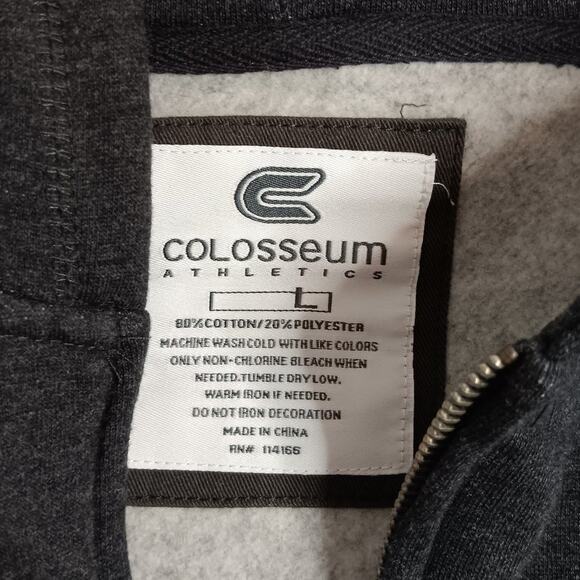 COLOSSEUM
ATHLETICS
L
80% COTTON/20% POLYESTER
MACHINE WASH COLD WITH LIKE COLORS
ONLY NON-CHLORINE BLEACH WHEN
NEEDED.TUMBLE DRY LOW.
WARM IRON IF NEEDED.
DO NOT IRON DECORATION
MADE IN CHINA
RN# 114166